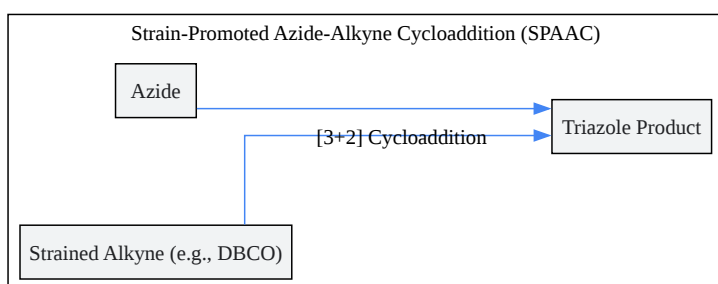 Strain-Promoted Azide-Alkyne Cycloaddition (SPAAC)
Azide
Triazole Product
[3+2] Cycloaddition
Strained Alkyne (e.g., DBCO)